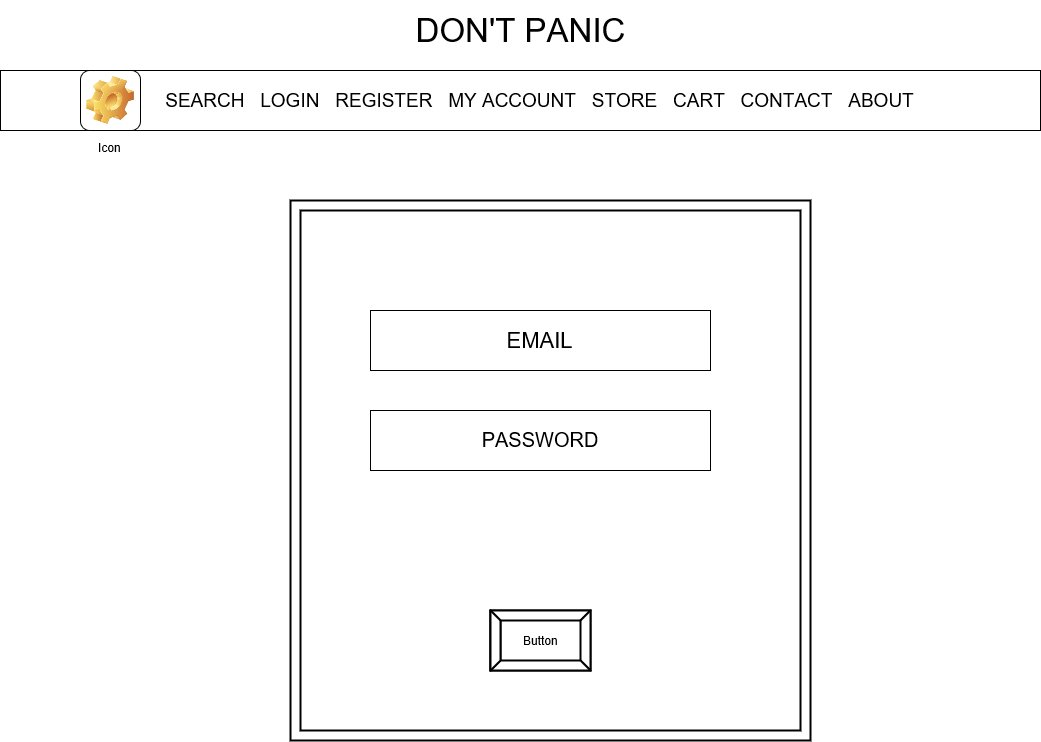 DON'T PANIC
SEARCH LOGIN REGISTER MY ACCOUNT STORE CART CONTACT ABOUT
Icon
EMAIL
PASSWORD
Button